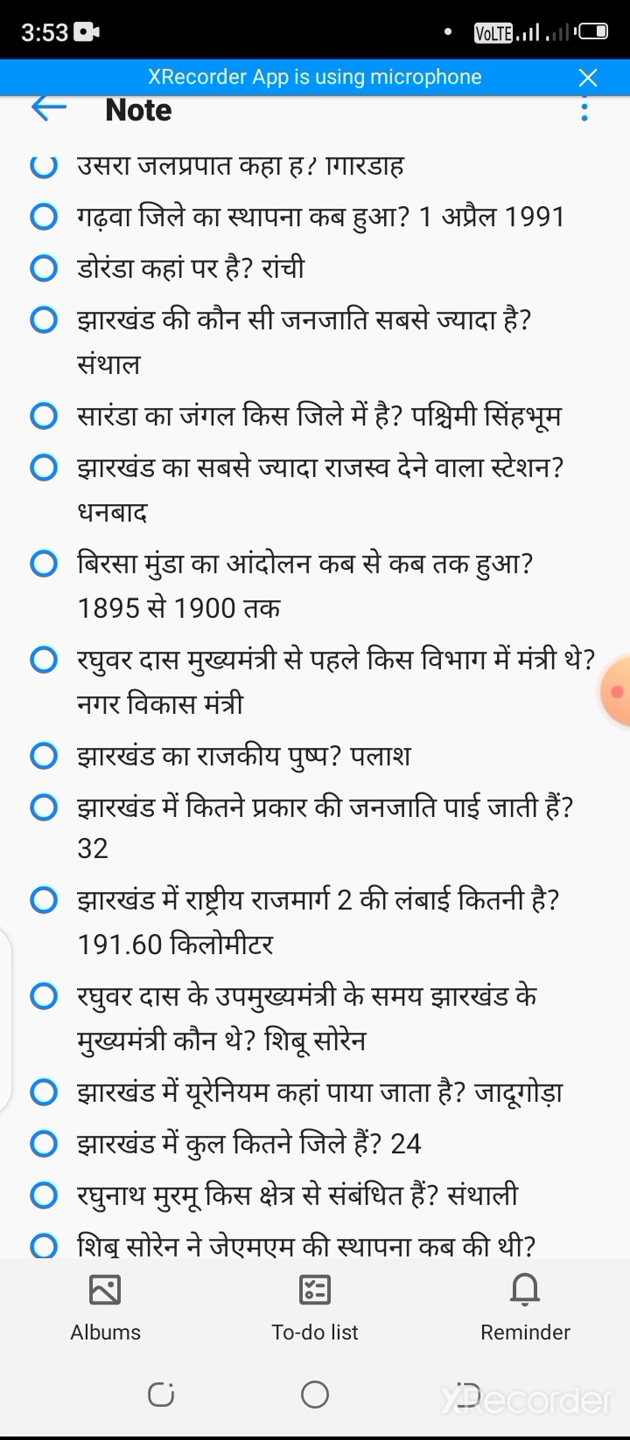 3:53
VoLTE
XRecorder App is using microphone
Note
उसरा जलप्रपात कहा ह?
गढ़वा जिले का स्थापना कब हुआ? 1 अप्रैल 1991
डोरंडा कहां पर है? रांची
झारखंड की कौन सी जनजाति सबसे ज्यादा है?
संथाल
सारंडा का जंगल किस जिले में है? पश्चिमी सिंहभूम
झारखंड का सबसे ज्यादा राजस्व देने वाला स्टेशन?
धनबाद
बिरसा मुंडा का आंदोलन कब से कब तक हुआ?
1895 से 1900 तक
रघुवर दास मुख्यमंत्री से पहले किस विभाग में मंत्री थे?
नगर विकास मंत्री
झारखंड का राजकीय पुष्प? पलाश
झारखंड में कितने प्रकार की जनजाति पाई जाती हैं?
32
झारखंड में राष्ट्रीय राजमार्ग 2 की लंबाई कितनी है?
191.60 किलोमीटर
रघुवर दास के उपमुख्यमंत्री के समय झारखंड के
मुख्यमंत्री कौन थे? शिबू सोरेन
झारखंड में यूरेनियम कहां पाया जाता है? जादूगोड़ा
झारखंड में कुल कितने जिले हैं? 24
रघुनाथ मुरमू किस क्षेत्र से संबंधित हैं? संथाली
शिबू सोरेन ने जेएमएम की स्थापना कब की थी?
Albums To-do list Reminder
XRecorder